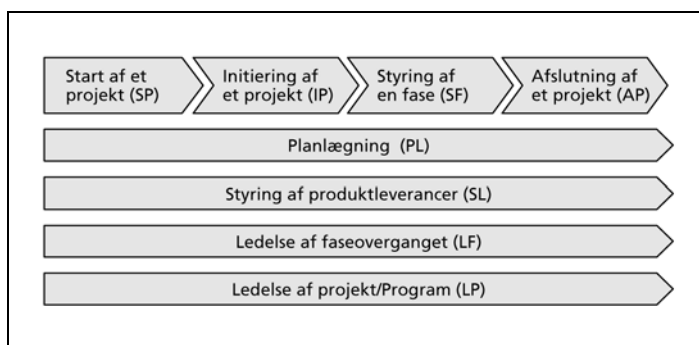 Start af et
projekt (SP)
Initiering af
et projekt (IP)
Styring af
en fase (SF)
Afslutning af
et projekt (AP)
Planlægning (PL)
Styring af produktleverancer (SL)
Ledelse af faseoverganget (LF)
Ledelse af projekt/Program (LP)